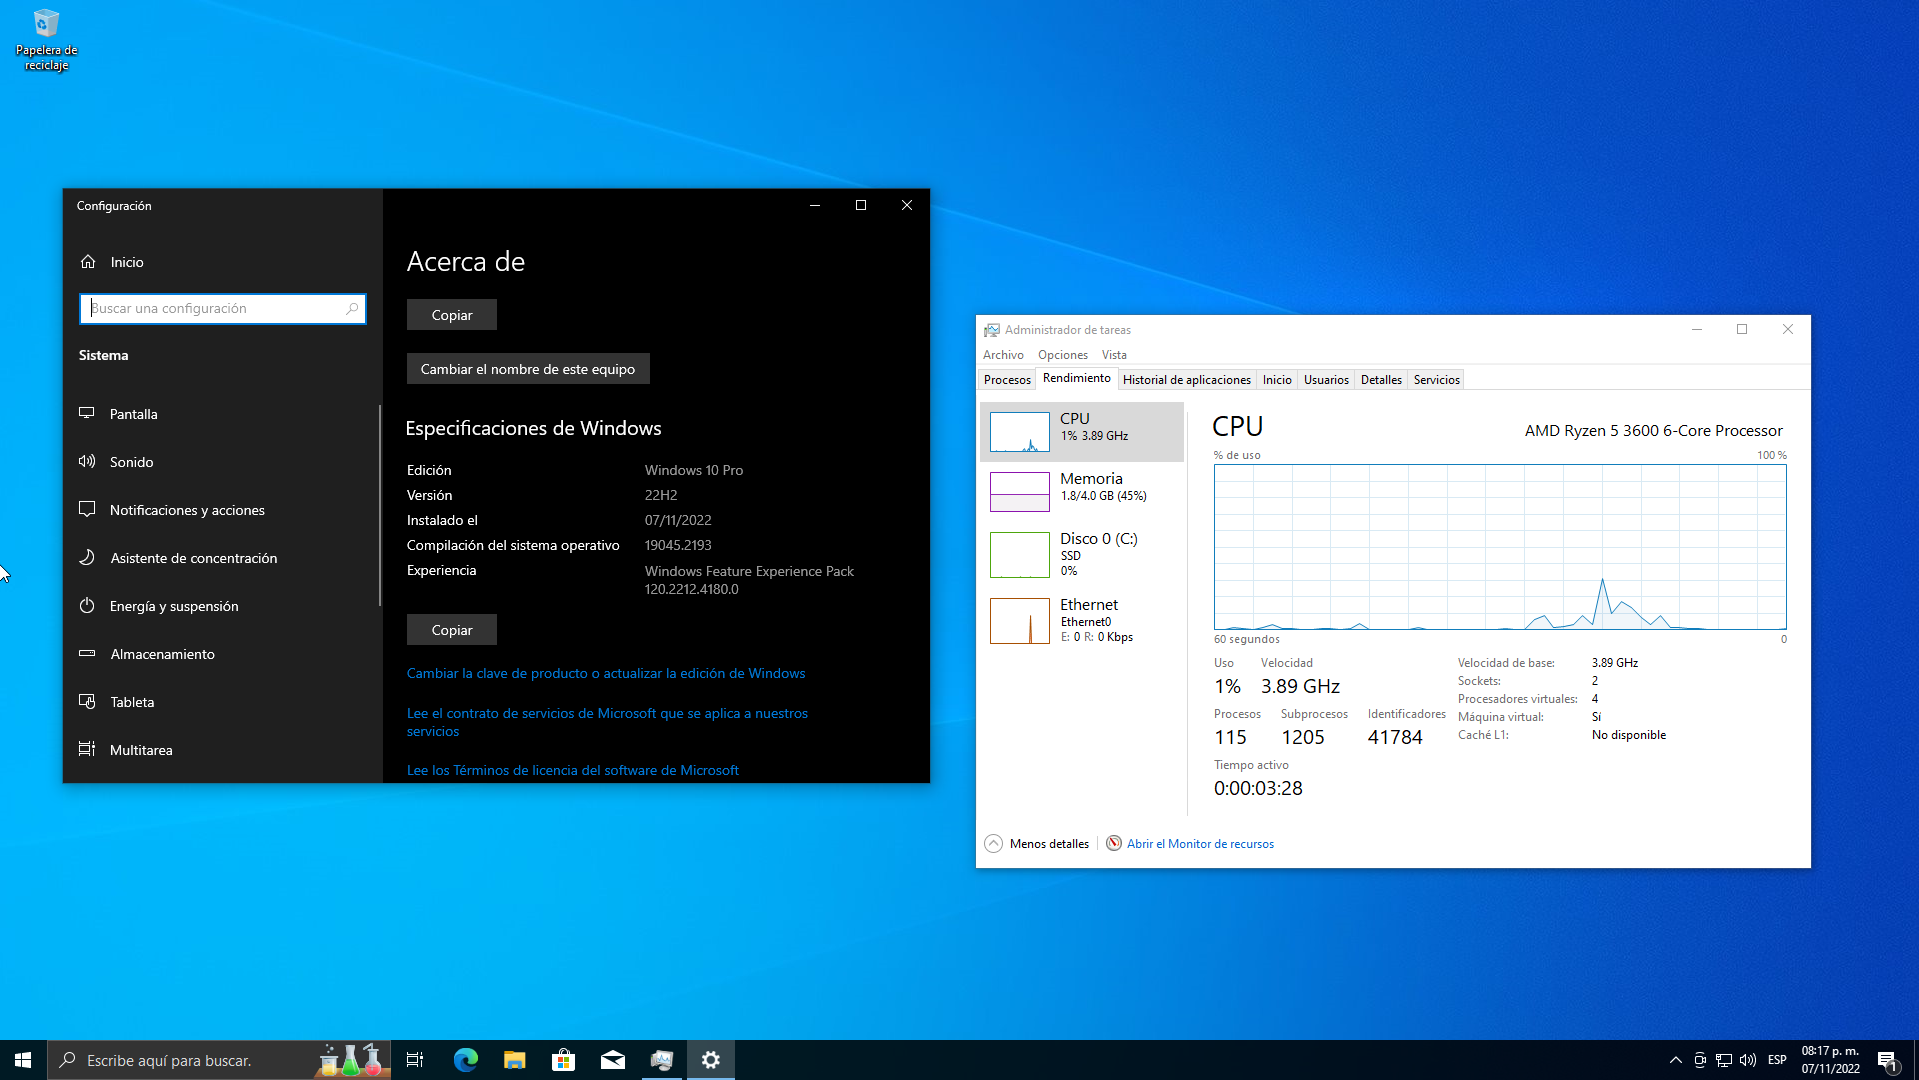 Papelera de
reciclaje
Configuración
Inicio
Buscar una configuración
Sistema
Pantalla
Sonido
Notificaciones y acciones
Asistente de concentración
Energía y suspensión
Almacenamiento
Tableta
Multitarea
Acerca de
Copiar
Cambiar el nombre de este equipo
Especificaciones de Windows
Edición Windows 10 Pro
Versión 22H2
Instalado el 07/11/2022
Compilación del sistema operativo 19045.2193
Experiencia Windows Feature Experience Pack
120.2212.4180.0
Copiar
Cambiar la clave de producto o actualizar la edición de Windows
Lee el contrato de servicios de Microsoft que se aplica a nuestros
servicios
Lee los Términos de licencia del software de Microsoft
Administrador de tareas
Archivo Opciones Vista
Procesos Rendimiento Historial de aplicaciones Inicio Usuarios Detalles Servicios
CPU
1% 3.89 GHz
Memoria
1.8/4.0 GB (45%)
Disco 0 (C:)
SSD
0%
Ethernet
Ethernet0
E: 0 R: 0 Kbps
CPU AMD Ryzen 5 3600 6-Core Processor
% de uso 100 %
60 segundos 0
Uso Velocidad
1% 3.89 GHz
Procesos Subprocesos Identificadores
115 1205 41784
Tiempo activo
0:00:03:28
Velocidad de base: 3.89 GHz
Sockets: 2
Procesadores virtuales: 4
Máquina virtual: Sí
Caché L1: No disponible
Menos detalles Abrir el Monitor de recursos
Escribe aquí para buscar.
ESP
08:17 p. m.
07/11/2022
1